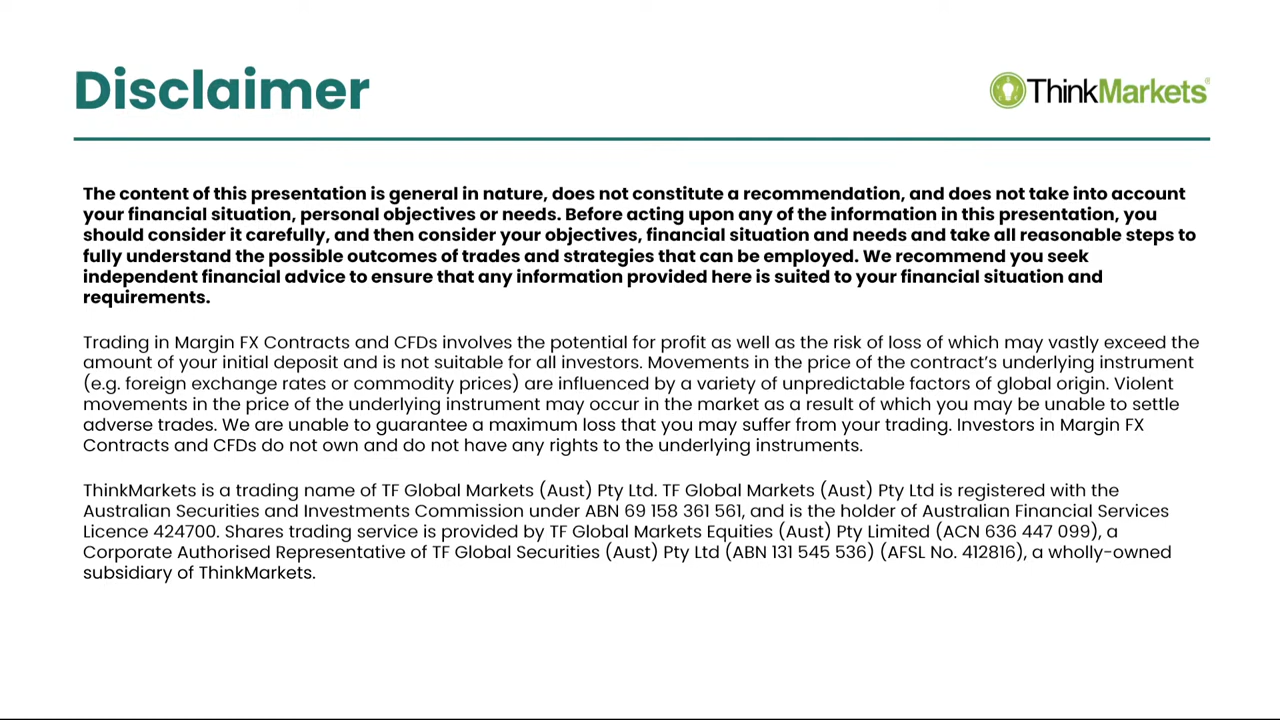 Disclaimer
ThinkMarkets®
The content of this presentation is general in nature, does not constitute a recommendation, and does not take into account
your financial situation, personal objectives or needs. Before acting upon any of the information in this presentation, you
should consider it carefully, and then consider your objectives, financial situation and needs and take all reasonable steps to
fully understand the possible outcomes of trades and strategies that can be employed. We recommend you seek
independent financial advice to ensure that any information provided here is suited to your financial situation and
requirements.
Trading in Margin FX Contracts and CFDs involves the potential for profit as well as the risk of loss of which may vastly exceed the
amount of your initial deposit and is not suitable for all investors. Movements in the price of the contract's underlying instrument
(e.g. foreign exchange rates or commodity prices) are influenced by a variety of unpredictable factors of global origin. Violent
movements in the price of the underlying instrument may occur in the market as a result of which you may be unable to settle
adverse trades. We are unable to guarantee a maximum loss that you may suffer from your trading. Investors in Margin FX
Contracts and CFDs do not own and do not have any rights to the underlying instruments.
ThinkMarkets is a trading name of TF Global Markets (Aust) Pty Ltd. TF Global Markets (Aust) Pty Ltd is registered with the
Australian Securities and Investments Commission under ABN 69 158 361 561, and is the holder of Australian Financial Services
Licence 424700. Shares trading service is provided by TF Global Markets Equities (Aust) Pty Limited (ACN 636 447 099), a
Corporate Authorised Representative of TF Global Securities (Aust) Pty Ltd (ABN 131 545 536) (AFSL No. 412816), a wholly-owned
subsidiary of ThinkMarkets.